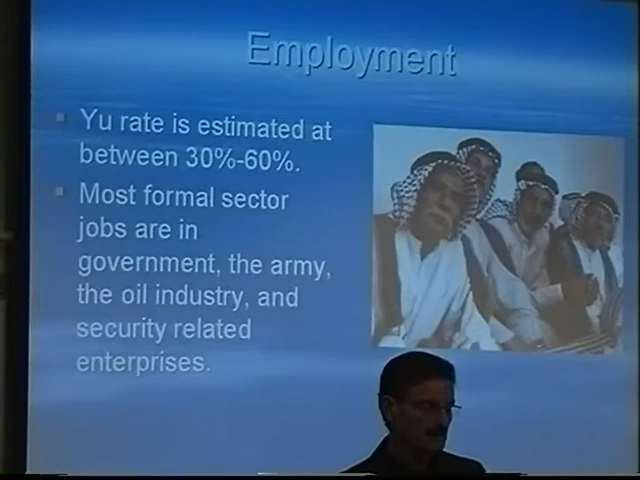 Employment
Yu rate is estimated at
between 30%-60%.
Most formal sector
jobs are in
government, the army,
the oil industry, and
security related
enterprises.